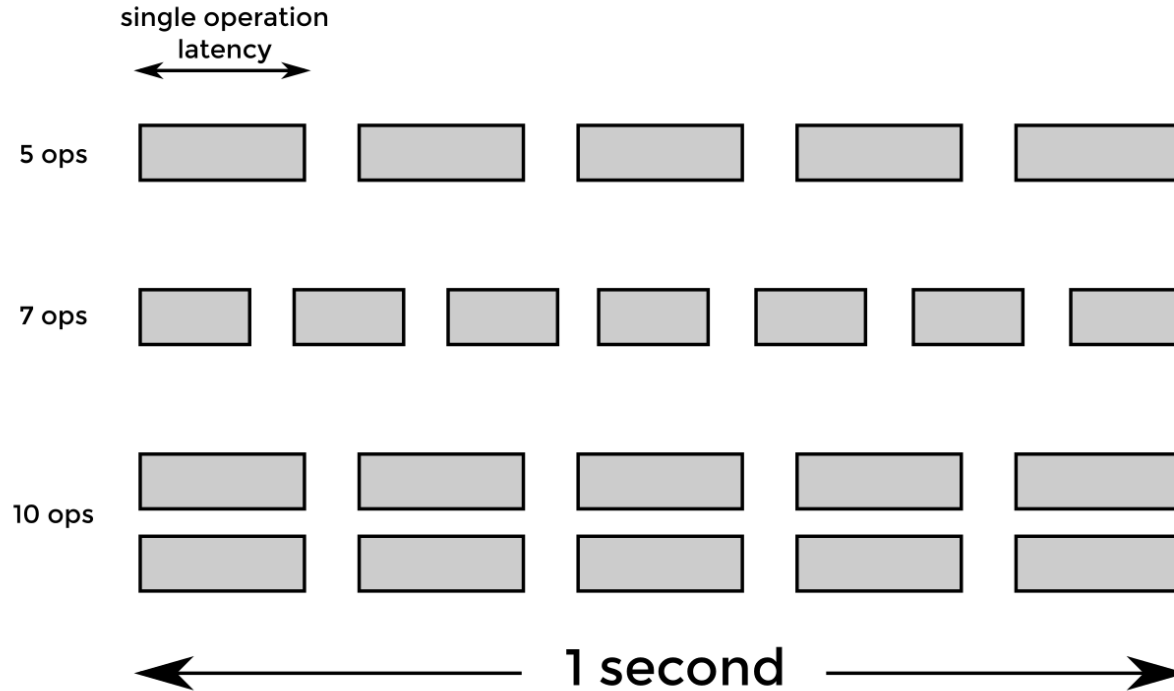 single operation
latency
5 ops
7 ops
10 ops
1 second